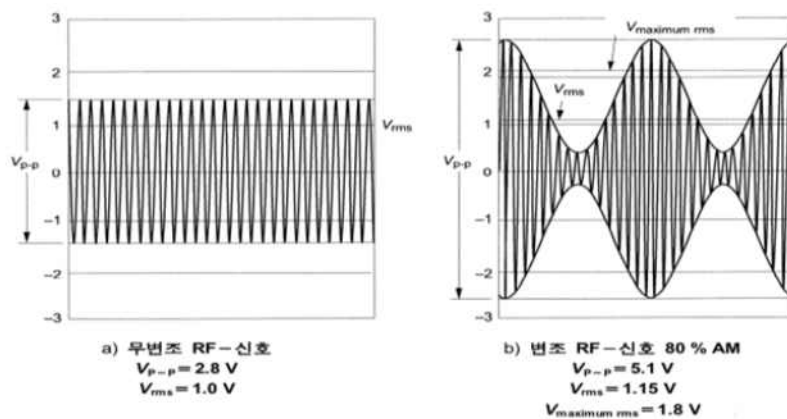 3
2
1
0
−1
−2
−3
Vp-p
Vrms
a) 무변조 RF−신호
Vp−p = 2.8 V
Vrms = 1.0 V
3
2
1
0
−1
−2
−3
Vp-p
Vmaximum rms
Vrms
b) 변조 RF−신호 80 % AM
Vp−p = 5.1 V
Vrms = 1.15 V
Vmaximum rms = 1.8 V